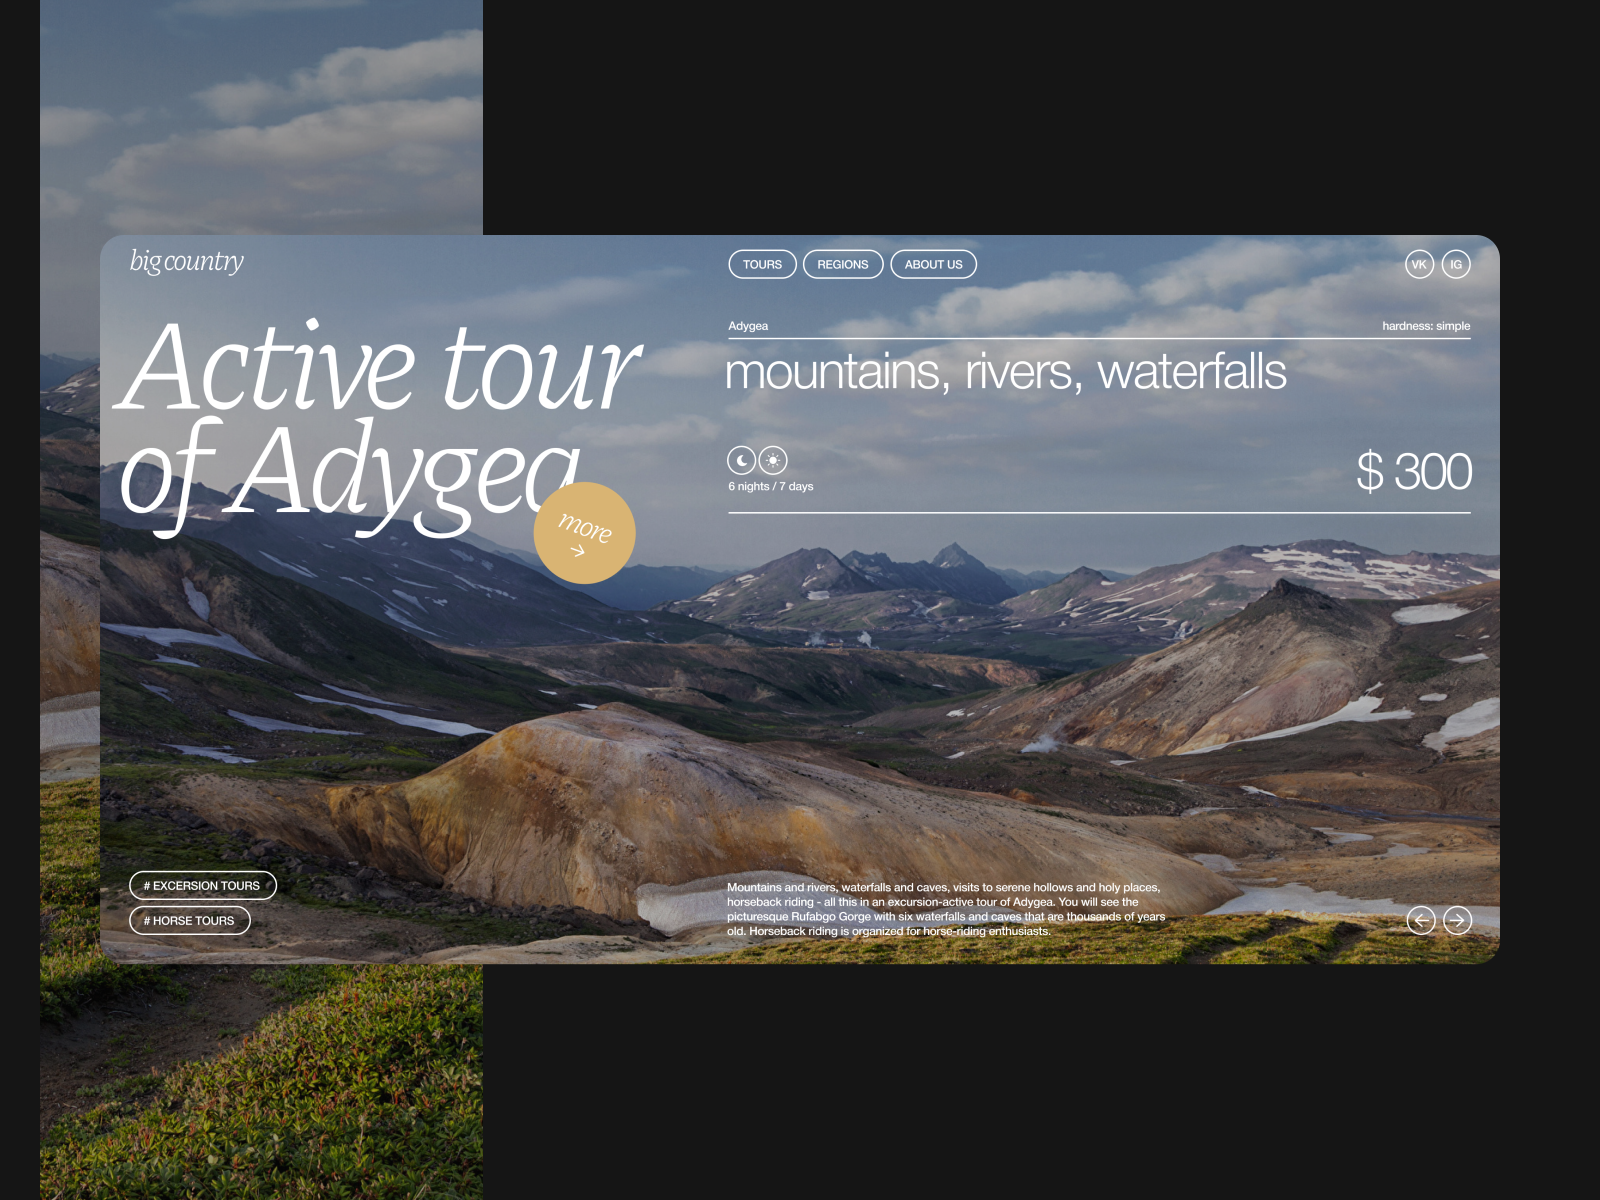 big country
TOURS
REGIONS
ABOUT US
VK
IG
Active tour
of Adygea
more
Adygea
hardness: simple
mountains, rivers, waterfalls
6 nights / 7 days
$ 300
# EXCERSION TOURS
# HORSE TOURS
Mountains and rivers, waterfalls and caves, visits to serene hollows and holy places,
horseback riding - all this in an excursion-active tour of Adygea. You will see the
picturesque Rufabgo Gorge with six waterfalls and caves that are thousands of years
old. Horseback riding is organized for horse-riding enthusiasts.